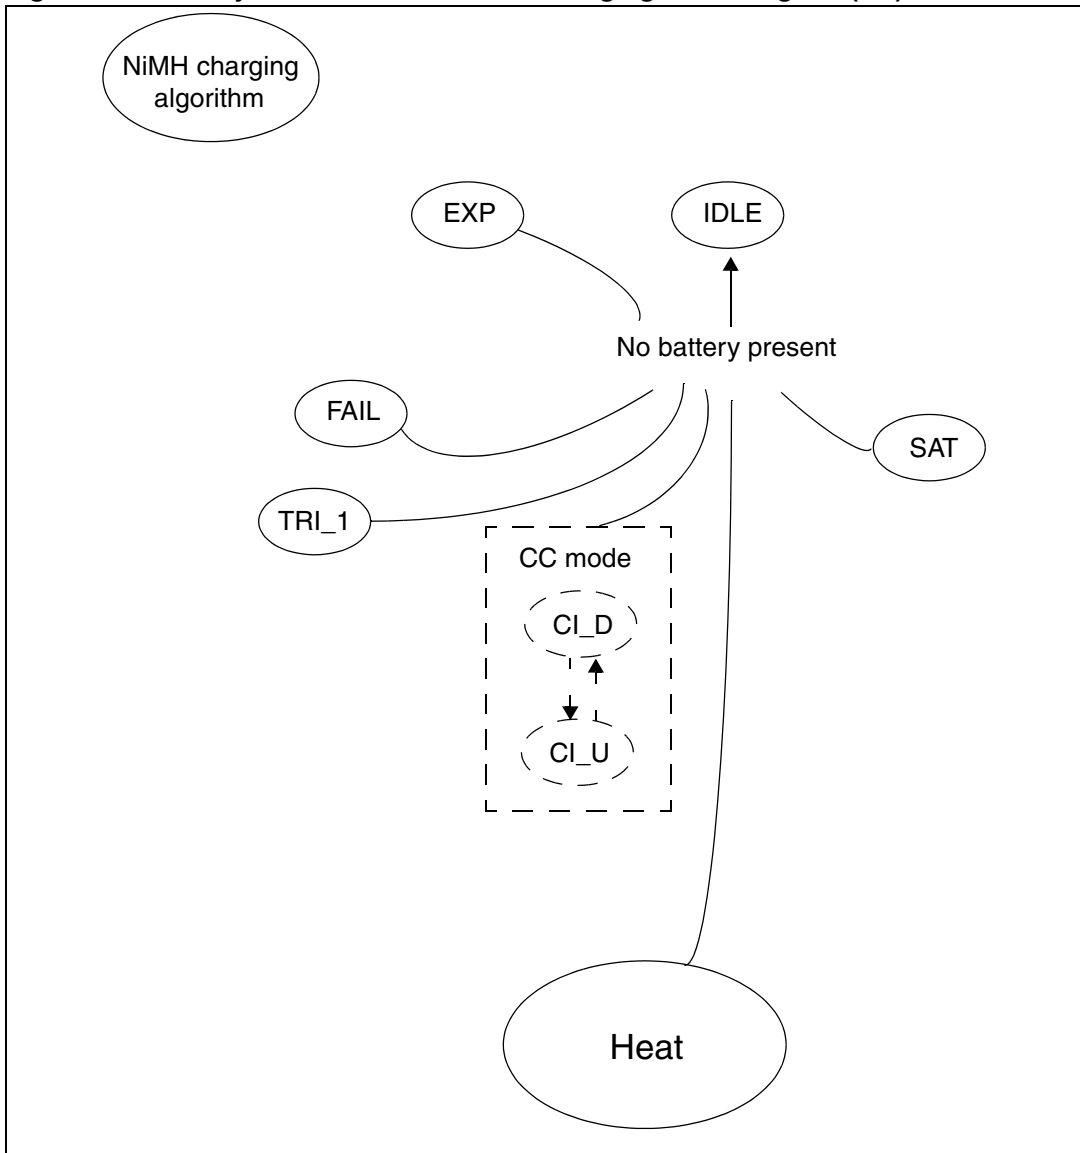 NiMH charging
algorithm
EXP
IDLE
No battery present
FAIL
SAT
TRI_1
CC mode
CI_D
CI_U
Heat